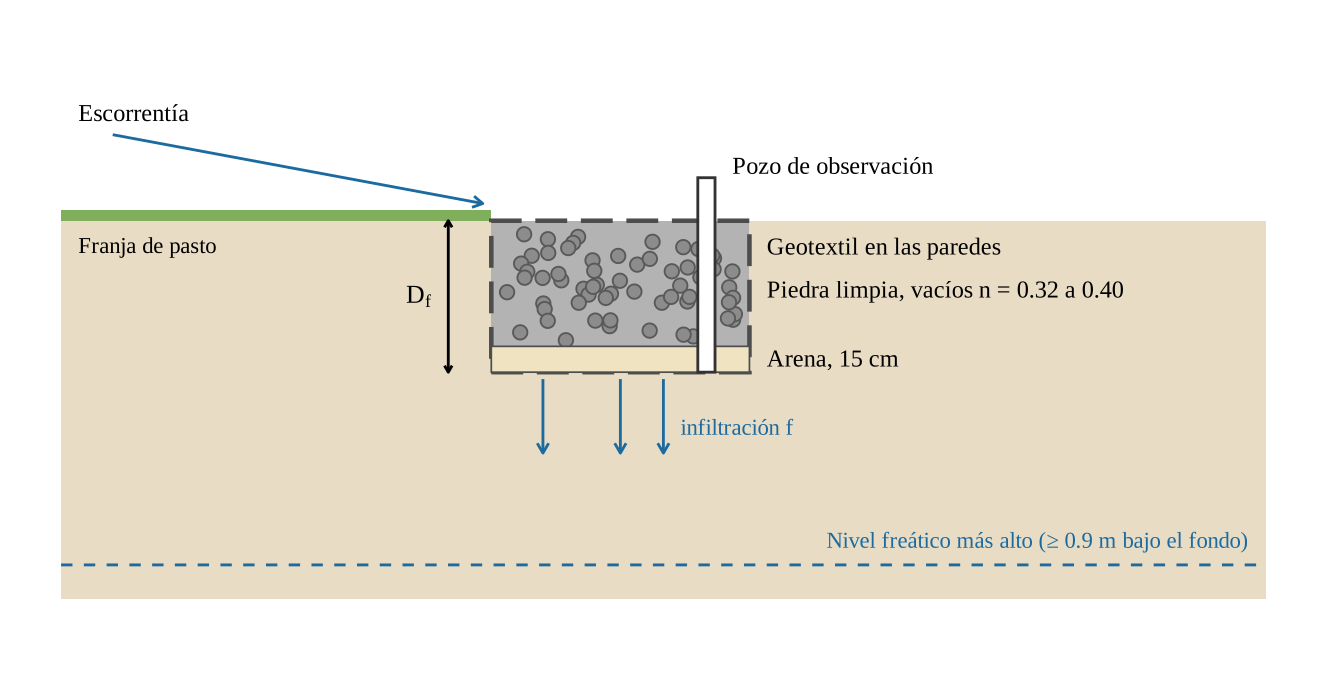 Escorrentía
Pozo de observación
Franja de pasto
Geotextil en las paredes
Piedra limpia, vacíos n = 0.32 a 0.40
Df
Arena, 15 cm
infiltración f
Nivel freático más alto (≥ 0.9 m bajo el fondo)